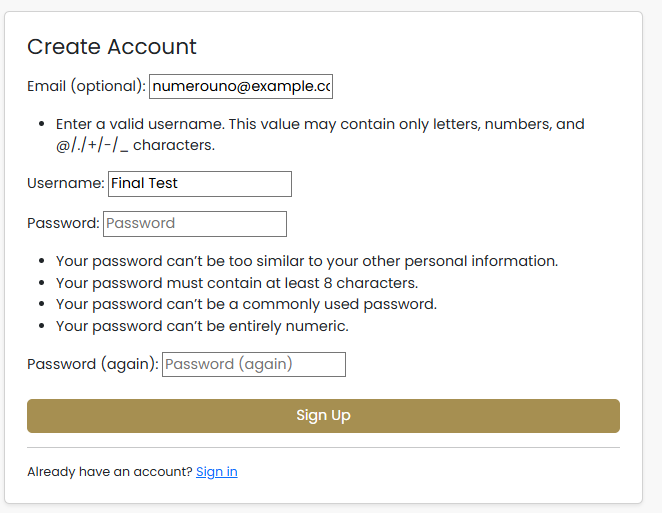 Create Account
Email (optional): numerouno@example.co
• Enter a valid username. This value may contain only letters, numbers, and
@/./+/-/_ characters.
Username: Final Test
Password: Password
• Your password can’t be too similar to your other personal information.
• Your password must contain at least 8 characters.
• Your password can’t be a commonly used password.
• Your password can’t be entirely numeric.
Password (again): Password (again)
Sign Up
Already have an account? Sign in